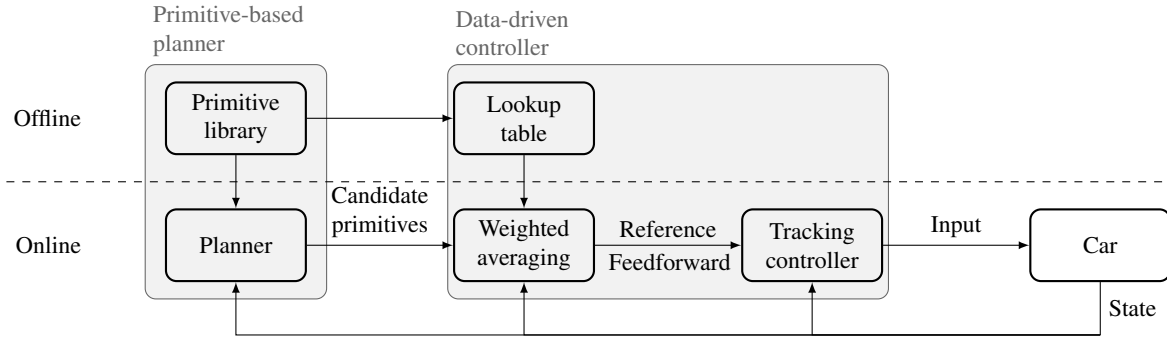 Primitive-based
planner
Data-driven
controller
Offline
Primitive
library
Lookup
table
Online
Planner
Candidate
primitives
Weighted
averaging
Reference
Feedforward
Tracking
controller
Input
Car
State